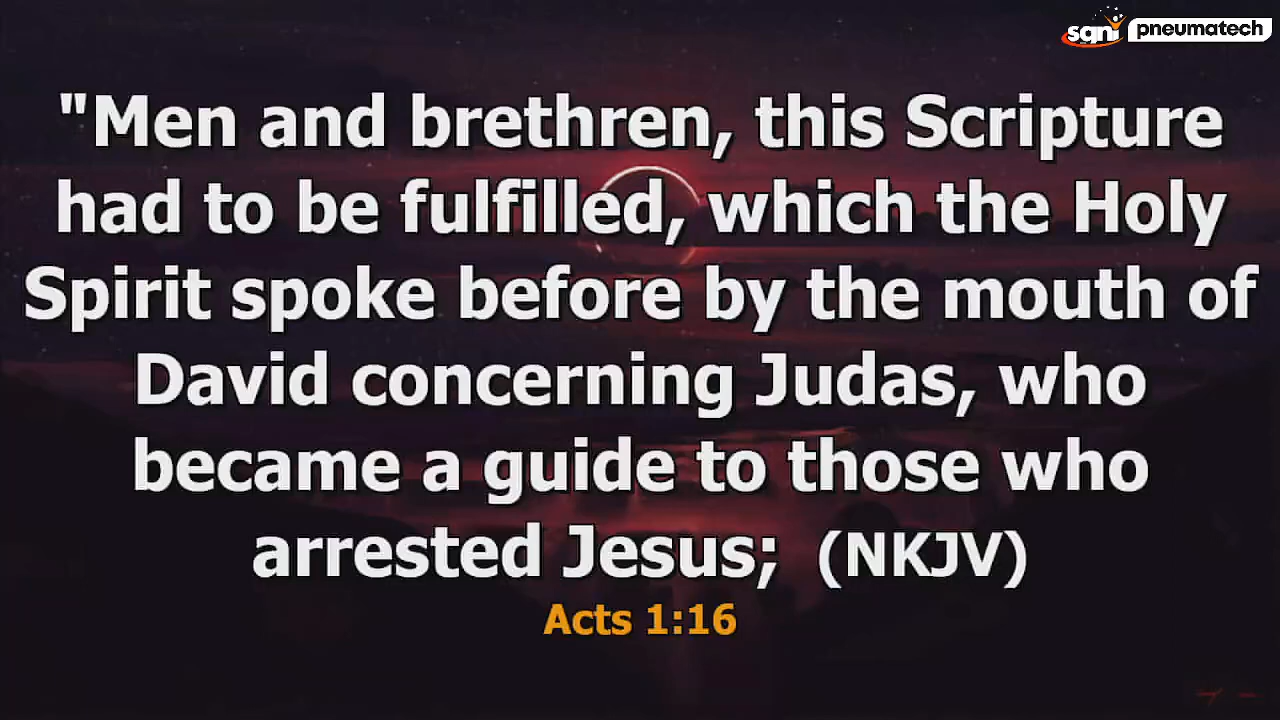 sgni pneumatech
"Men and brethren, this Scripture
had to be fulfilled, which the Holy
Spirit spoke before by the mouth of
David concerning Judas, who
became a guide to those who
arrested Jesus; (NKJV)
Acts 1:16